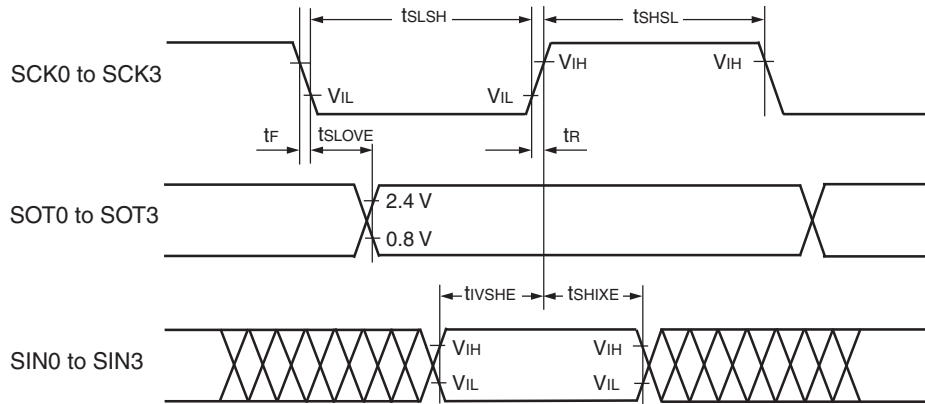 tSLSH tSHSL
SCK0 to SCK3
VIH VIH
VIL VIL
tF tSLOVE tR
SOT0 to SOT3
2.4 V
0.8 V
tIVSHE tSHIXE
SIN0 to SIN3
VIH VIH
VIL VIL